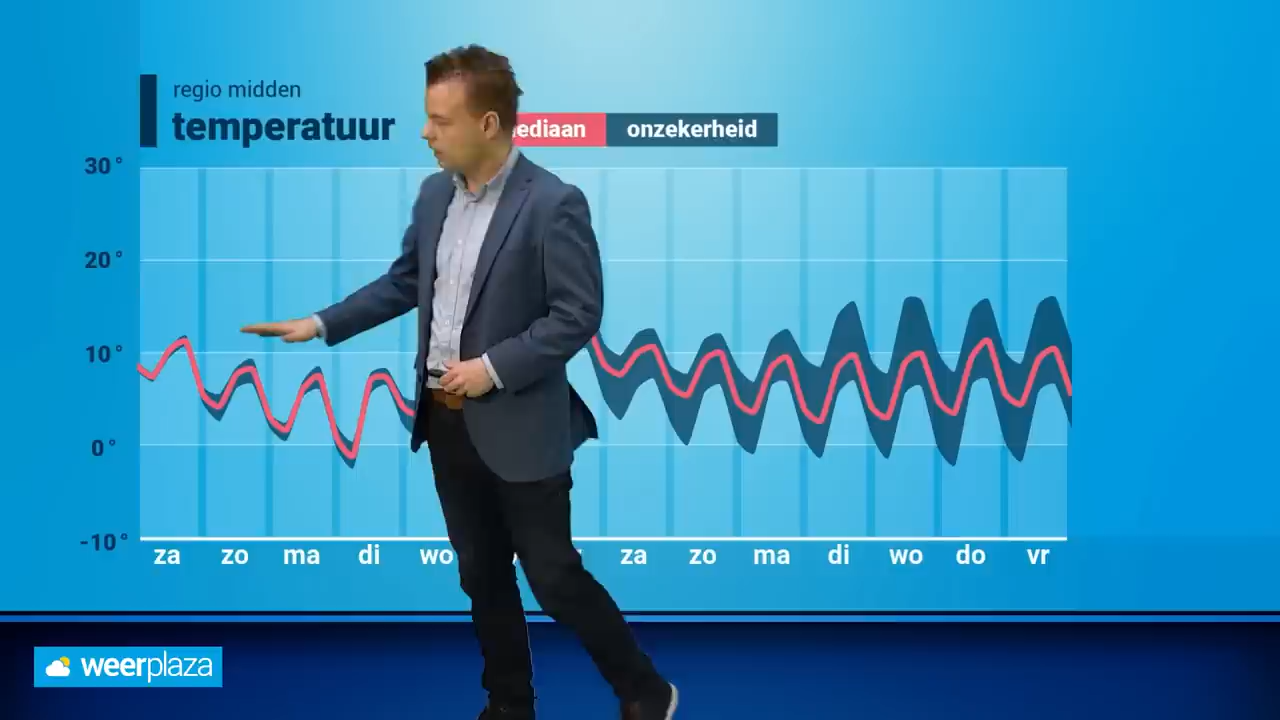 regio midden
temperatuur
onzekerheid
30°
20°
10°
0°
-10°
za zo ma di wo za zo ma di wo do vr
weerplaza